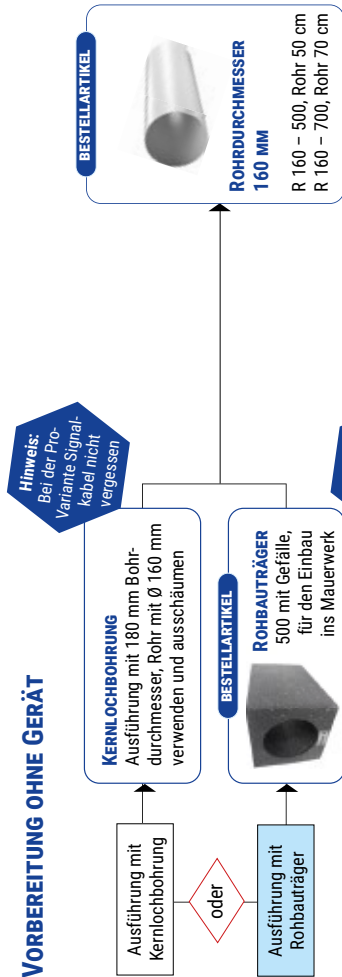 VORBEREITUNG OHNE GERÄT
Ausführung mit
Kernlochbohrung
oder
Ausführung mit
Rohbauträger
Hinweis:
Bei der Pro-
Variante Signal-
kabel nicht
vergessen
KERNLOCHBOHRUNG
Ausführung mit 180 mm Bohr-
durchmesser, Rohr mit Ø 160 mm
verwenden und ausschäumen
BESTELLARTIKEL
ROHBAUTRÄGER
500 mit Gefälle,
für den Einbau
ins Mauerwerk
BESTELLARTIKEL
ROHRDURCHMESSER
160 MM
R 160 – 500, Rohr 50 cm
R 160 – 700, Rohr 70 cm